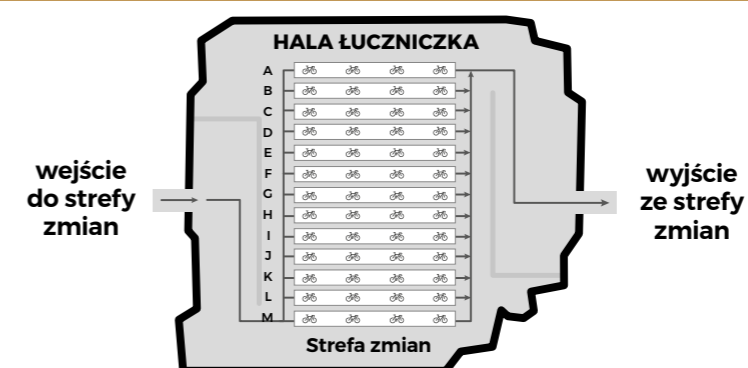 HALA ŁUCZNICZKA
A
B
C
D
E
F
G
H
I
J
K
L
M
wejście
do strefy
zmian
wyjście
ze strefy
zmian
Strefa zmian